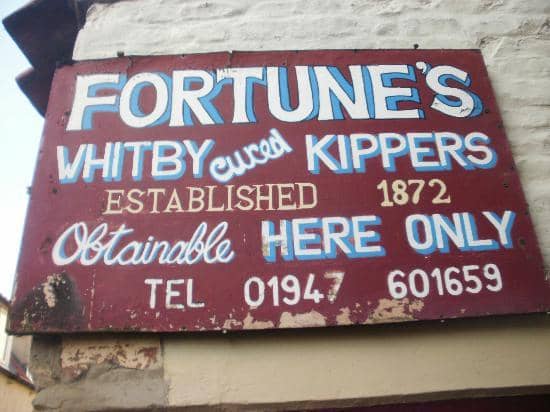 FORTUNE'S
WHITBY cured KIPPERS
ESTABLISHED 1872
Obtainable HERE ONLY
TEL 01947 601659